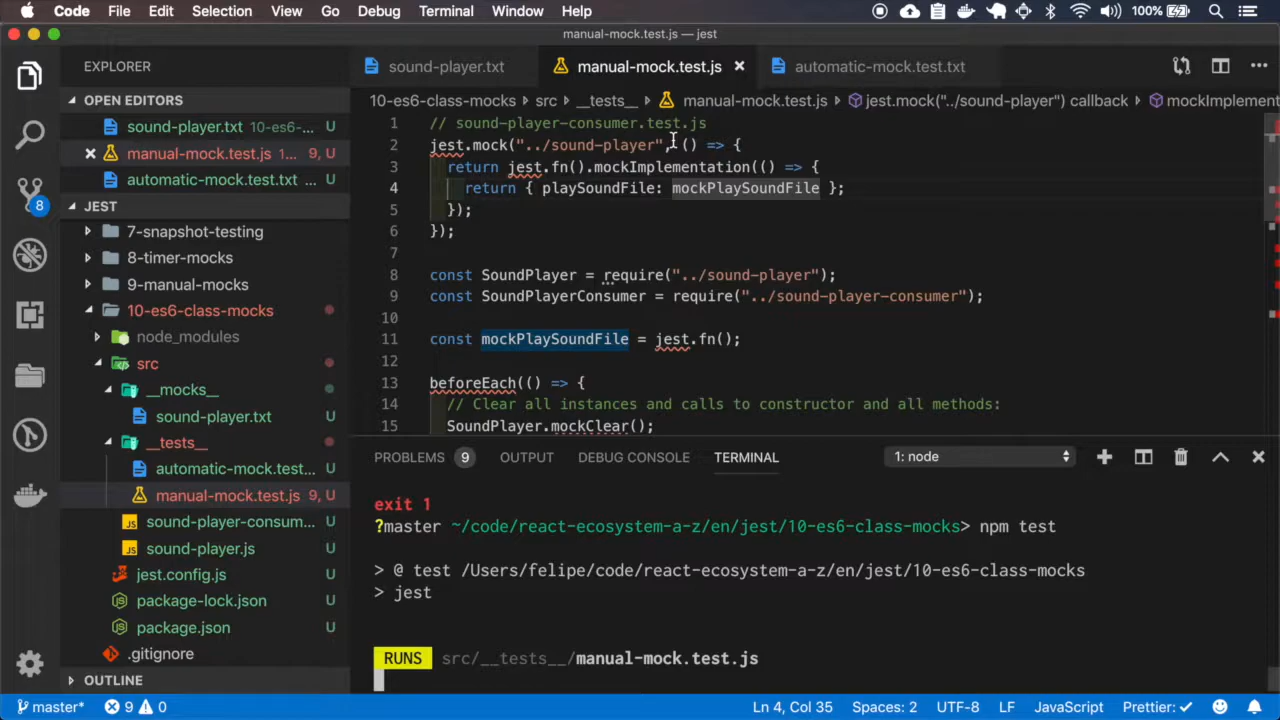 Code File Edit Selection View Go Debug Terminal Window Help 100%
manual-mock.test.js — jest
EXPLORER
sound-player.txt
manual-mock.test.js
automatic-mock.test.txt
OPEN EDITORS
sound-player.txt 10-es6-... U
manual-mock.test.js 1... 9, U
automatic-mock.test.txt U
JEST
7-snapshot-testing
8-timer-mocks
9-manual-mocks
10-es6-class-mocks
node_modules
src
__mocks__
sound-player.txt U
__tests__
automatic-mock.test... U
manual-mock.test.js 9, U
sound-player-consum... U
sound-player.js U
jest.config.js U
package-lock.json U
package.json U
.gitignore
OUTLINE
8
10-es6-class-mocks › src › __tests__ › manual-mock.test.js › jest.mock("../sound-player") callback › mockImplement
1 // sound-player-consumer.test.js
2 jest.mock("../sound-player", () => {
3 return jest.fn().mockImplementation(() => {
4 return { playSoundFile: mockPlaySoundFile };
5 });
6 });
7
8 const SoundPlayer = require("../sound-player");
9 const SoundPlayerConsumer = require("../sound-player-consumer");
10
11 const mockPlaySoundFile = jest.fn();
12
13 beforeEach(() => {
14 // Clear all instances and calls to constructor and all methods:
15 SoundPlayer.mockClear();
PROBLEMS 9 OUTPUT DEBUG CONSOLE TERMINAL 1: node
exit 1
?master ~/code/react-ecosystem-a-z/en/jest/10-es6-class-mocks> npm test
> @ test /Users/felipe/code/react-ecosystem-a-z/en/jest/10-es6-class-mocks
> jest
RUNS src/__tests__/manual-mock.test.js
master* 9 0 Ln 4, Col 35 Spaces: 2 UTF-8 LF JavaScript Prettier: ✓